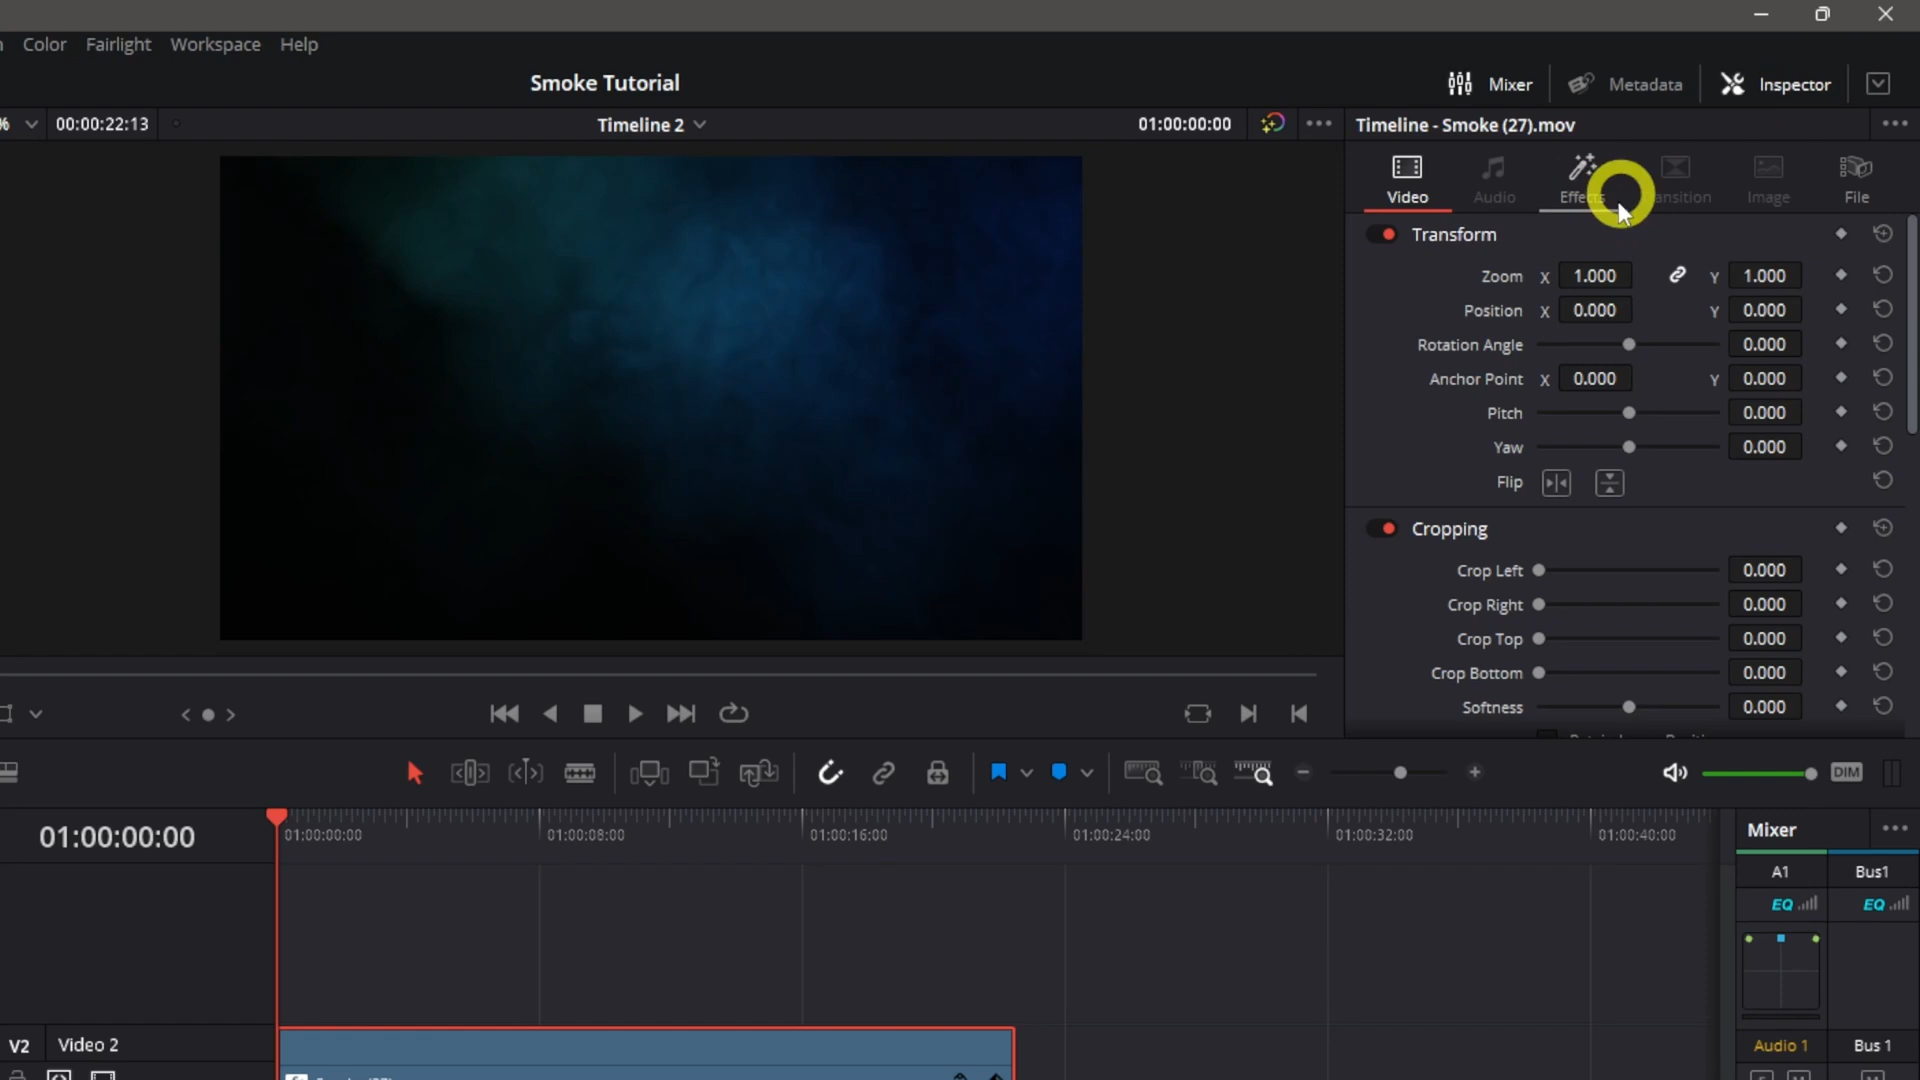 Color Fairlight Workspace Help
Smoke Tutorial
Mixer Metadata Inspector
% 00:00:22:13 Timeline 2 01:00:00:00 Timeline - Smoke (27).mov
Video Audio Effects ansition Image File
Transform
Zoom X 1.000 Y 1.000
Position X 0.000 Y 0.000
Rotation Angle 0.000
Anchor Point X 0.000 Y 0.000
Pitch 0.000
Yaw 0.000
Flip
Cropping
Crop Left 0.000
Crop Right 0.000
Crop Top 0.000
Crop Bottom 0.000
Softness 0.000
DIM
01:00:00:00 01:00:00:00 01:00:08:00 01:00:16:00 01:00:24:00 01:00:32:00 01:00:40:00
Mixer
A1 Bus1
EQ EQ
V2 Video 2
Audio 1 Bus 1